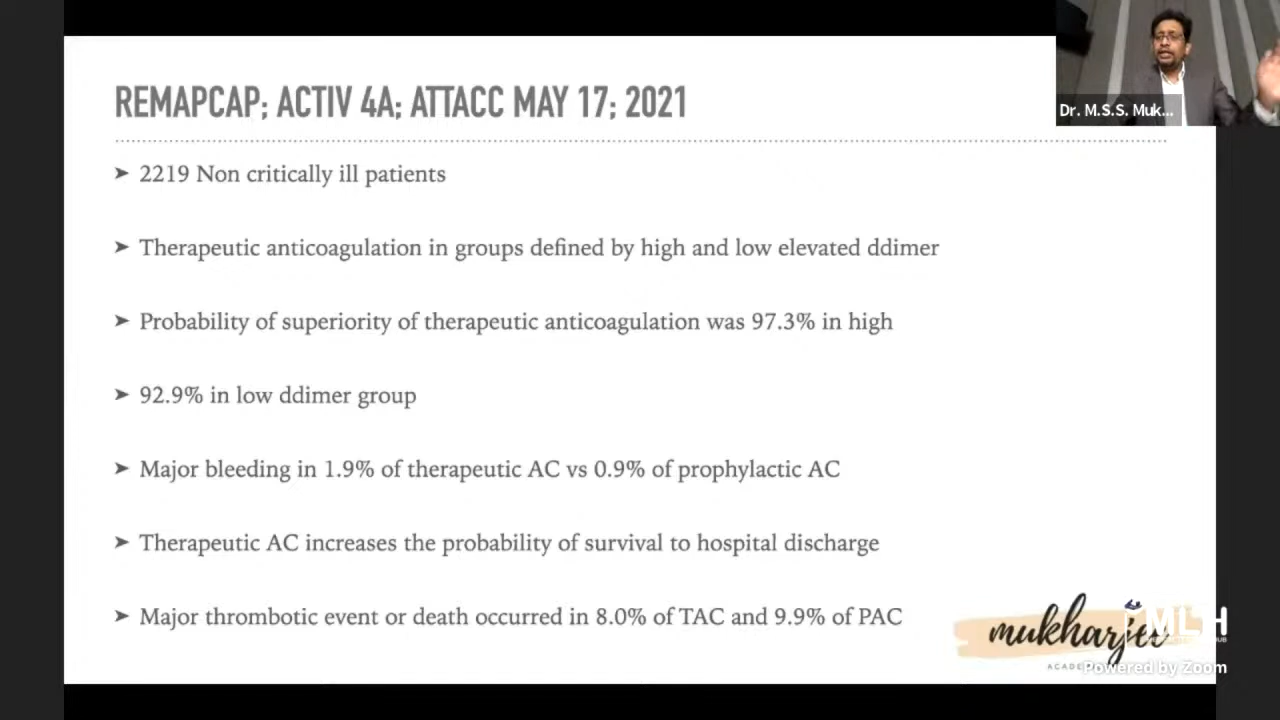 REMAPCAP; ACTIV 4A; ATTACC MAY 17; 2021
Dr. M.S.S. Muk...
➤ 2219 Non critically ill patients
➤ Therapeutic anticoagulation in groups defined by high and low elevated ddimer
➤ Probability of superiority of therapeutic anticoagulation was 97.3% in high
➤ 92.9% in low ddimer group
➤ Major bleeding in 1.9% of therapeutic AC vs 0.9% of prophylactic AC
➤ Therapeutic AC increases the probability of survival to hospital discharge
➤ Major thrombotic event or death occurred in 8.0% of TAC and 9.9% of PAC
mukharjee
MLH
Powered by Zoom